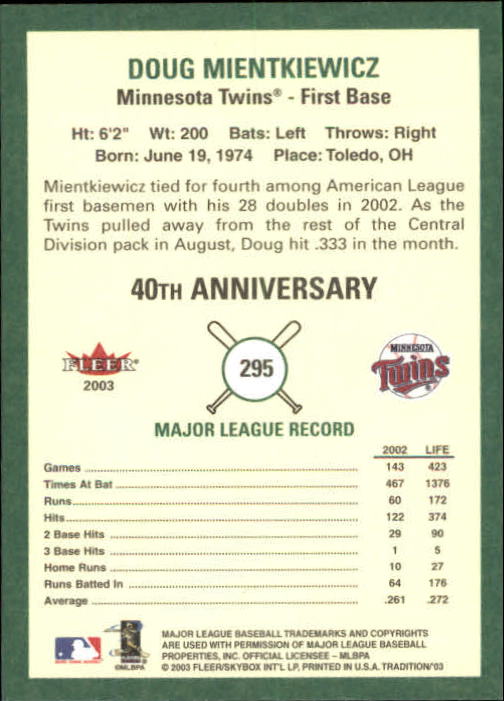 DOUG MIENTKIEWICZ
Minnesota Twins® - First Base
Ht: 6'2" Wt: 200 Bats: Left Throws: Right
Born: June 19, 1974 Place: Toledo, OH
Mientkiewicz tied for fourth among American League
first basemen with his 28 doubles in 2002. As the
Twins pulled away from the rest of the Central
Division pack in August, Doug hit .333 in the month.
40TH ANNIVERSARY
FLEER
2003
295
MINNESOTA
Twins
MAJOR LEAGUE RECORD
2002 LIFE
Games 143 423
Times At Bat 467 1376
Runs 60 172
Hits 122 374
2 Base Hits 29 90
3 Base Hits 1 5
Home Runs 10 27
Runs Batted In 64 176
Average .261 .272
©MLBPA
MAJOR LEAGUE BASEBALL TRADEMARKS AND COPYRIGHTS
ARE USED WITH PERMISSION OF MAJOR LEAGUE BASEBALL
PROPERTIES, INC. OFFICIAL LICENSEE - MLBPA
© 2003 FLEER/SKYBOX INT'L LP, PRINTED IN U.S.A. TRADITION'03